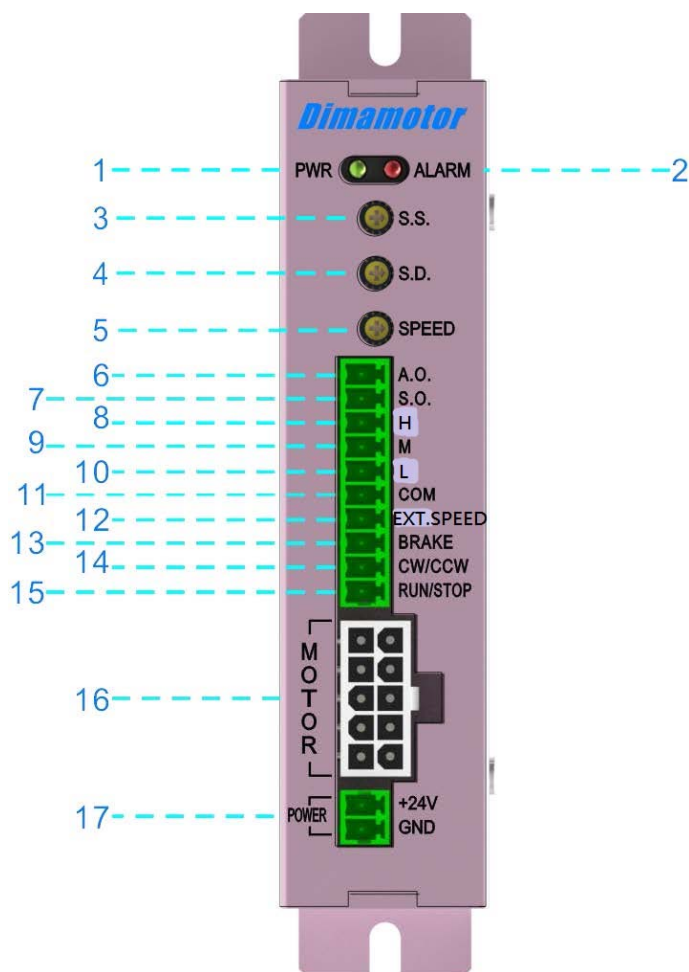 Dimamotor
1 PWR ALARM 2
3 S.S.
4 S.D.
5 SPEED
6 A.O.
7 S.O.
8 H
9 M
10 L
11 COM
12 EXT.SPEED
13 BRAKE
14 CW/CCW
15 RUN/STOP
16 MOTOR
17 POWER +24V
GND